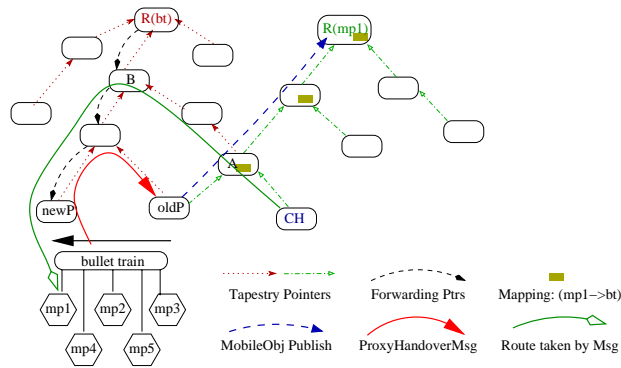 R(bt)
R(mp1)
B
A
newP
oldP
CH
bullet train
mp1
mp2
mp3
mp4
mp5
Tapestry Pointers
Forwarding Ptrs
Mapping: (mp1->bt)
MobileObj Publish
ProxyHandoverMsg
Route taken by Msg